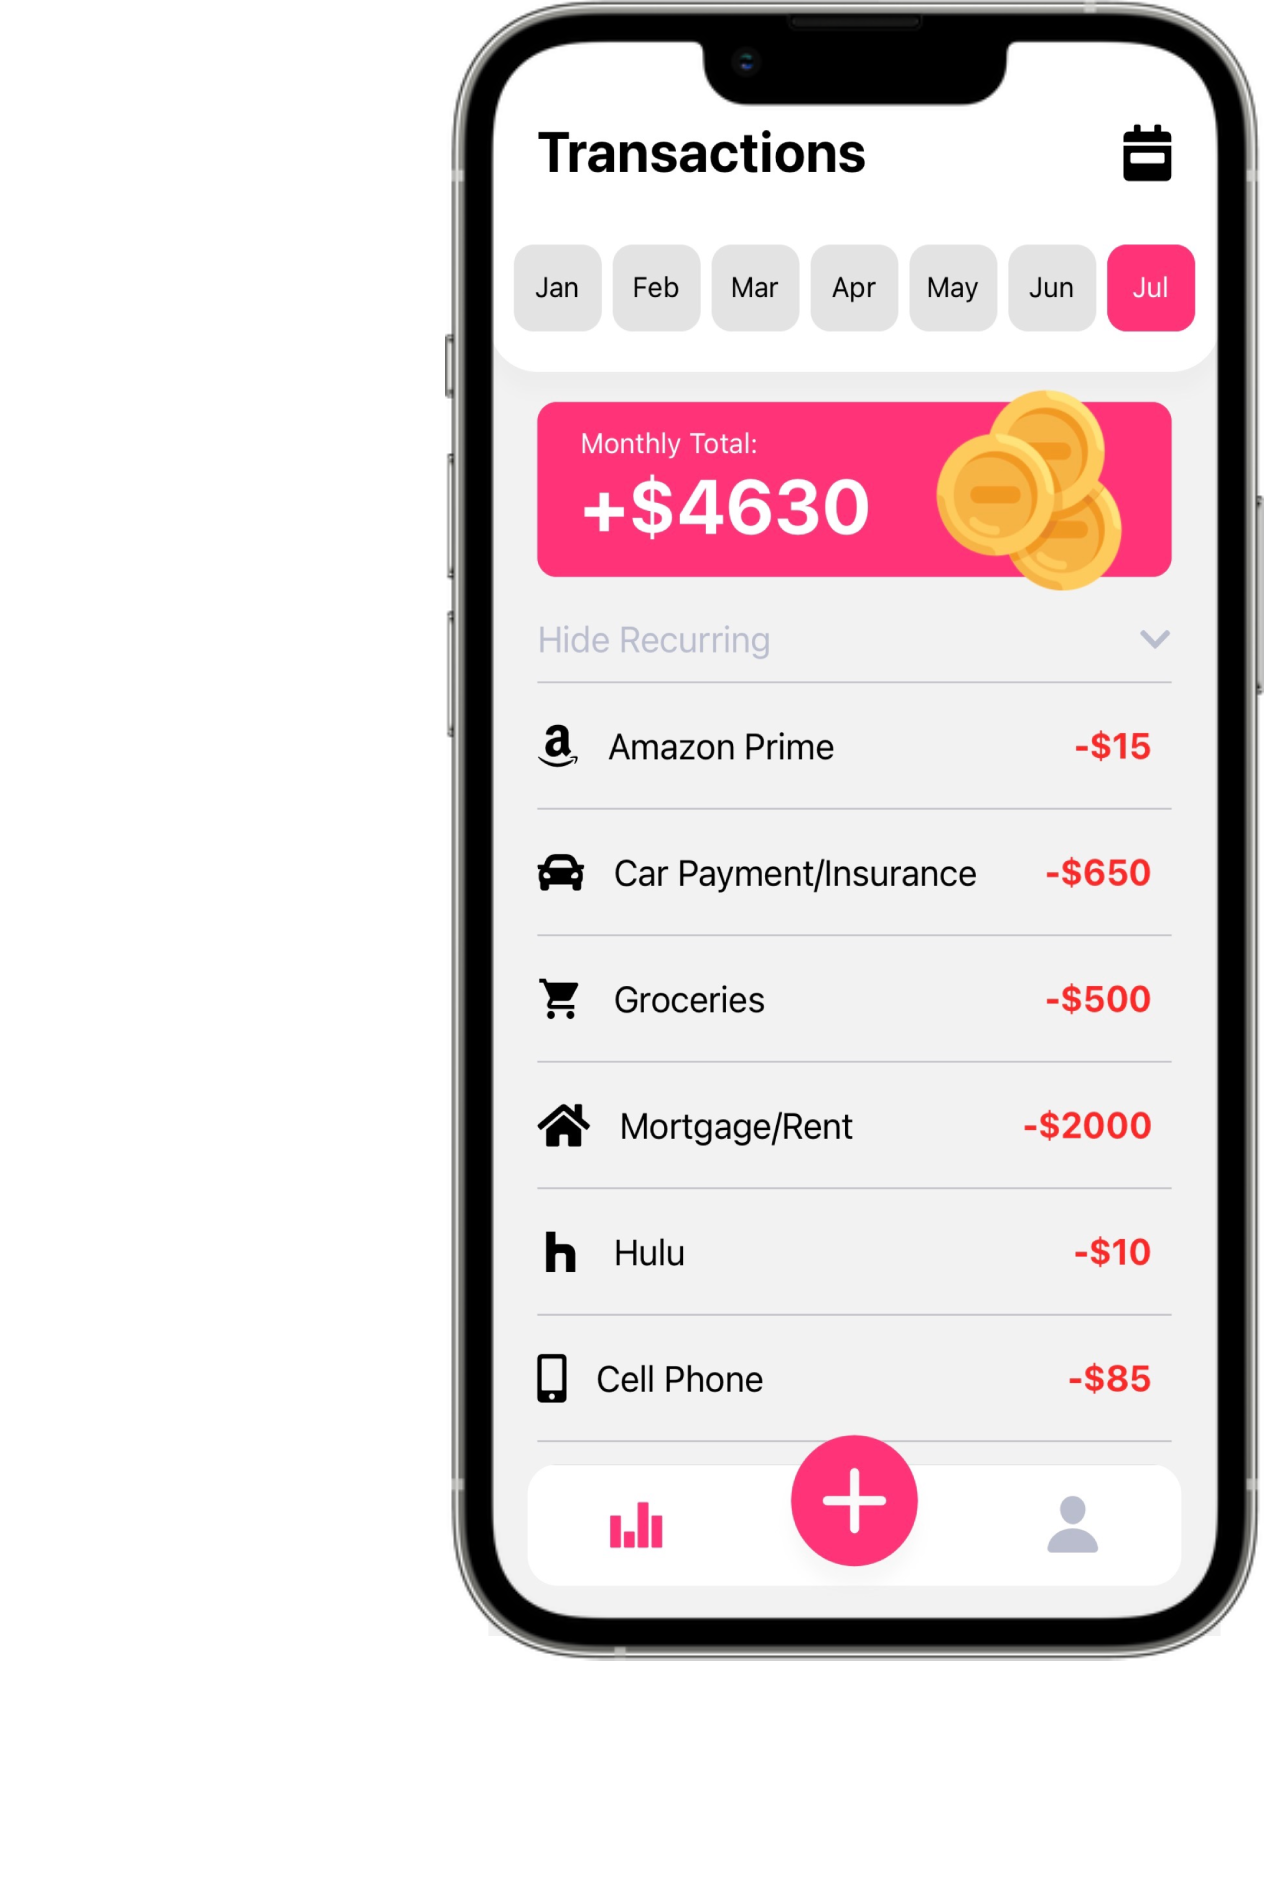 Transactions
Jan Feb Mar Apr May Jun Jul
Monthly Total:
+$4630
Hide Recurring
Amazon Prime -$15
Car Payment/Insurance -$650
Groceries -$500
Mortgage/Rent -$2000
Hulu -$10
Cell Phone -$85